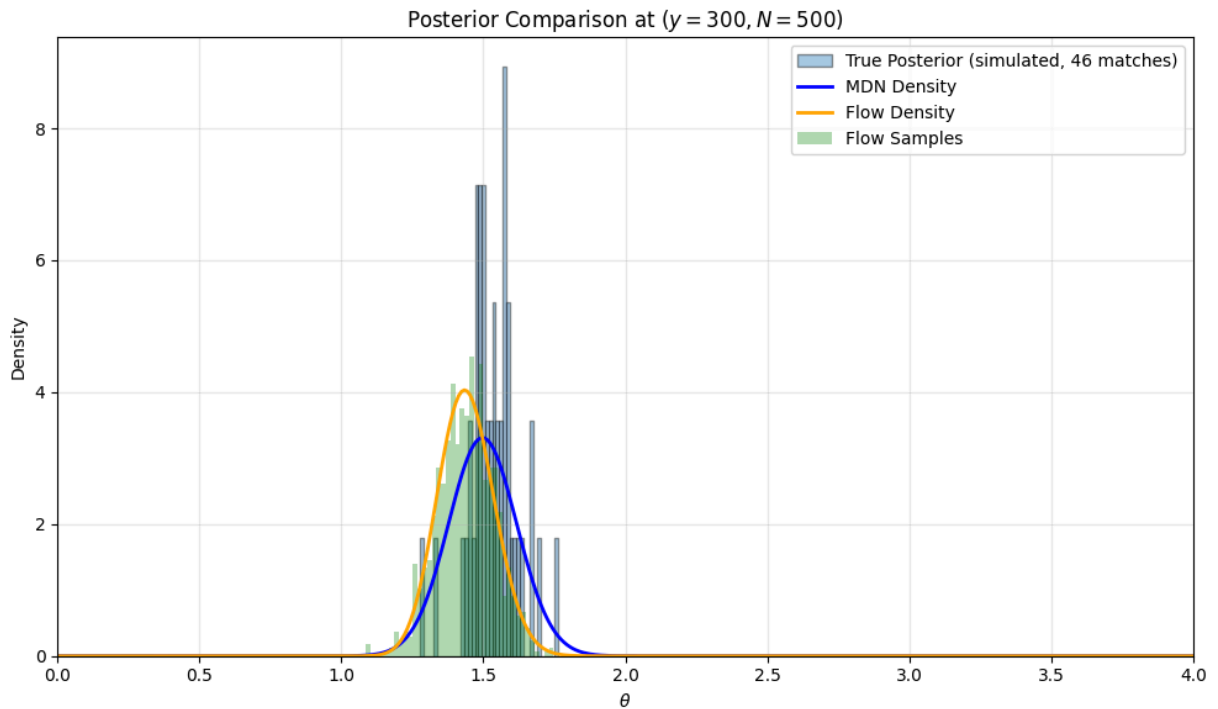 Posterior Comparison at (y = 300, N = 500)
True Posterior (simulated, 46 matches)
MDN Density
Flow Density
Flow Samples
Density
8
6
4
2
0
0.0 0.5 1.0 1.5 2.0 2.5 3.0 3.5 4.0
θ